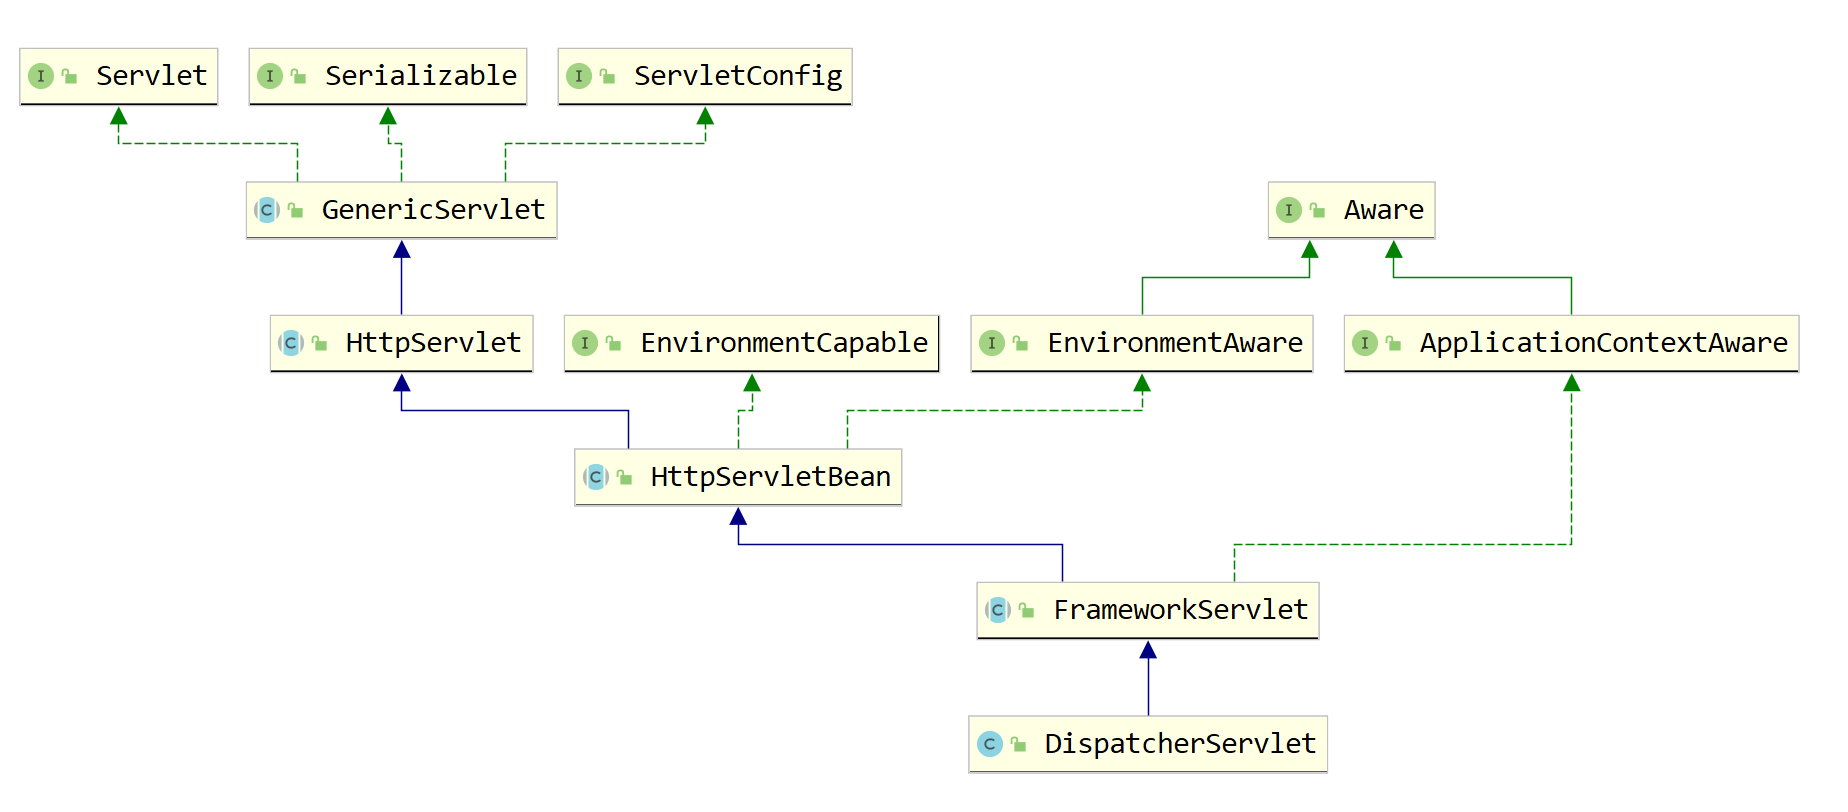 I Servlet
I Serializable
I ServletConfig
C GenericServlet
I Aware
C HttpServlet
I EnvironmentCapable
I EnvironmentAware
I ApplicationContextAware
C HttpServletBean
C FrameworkServlet
C DispatcherServlet